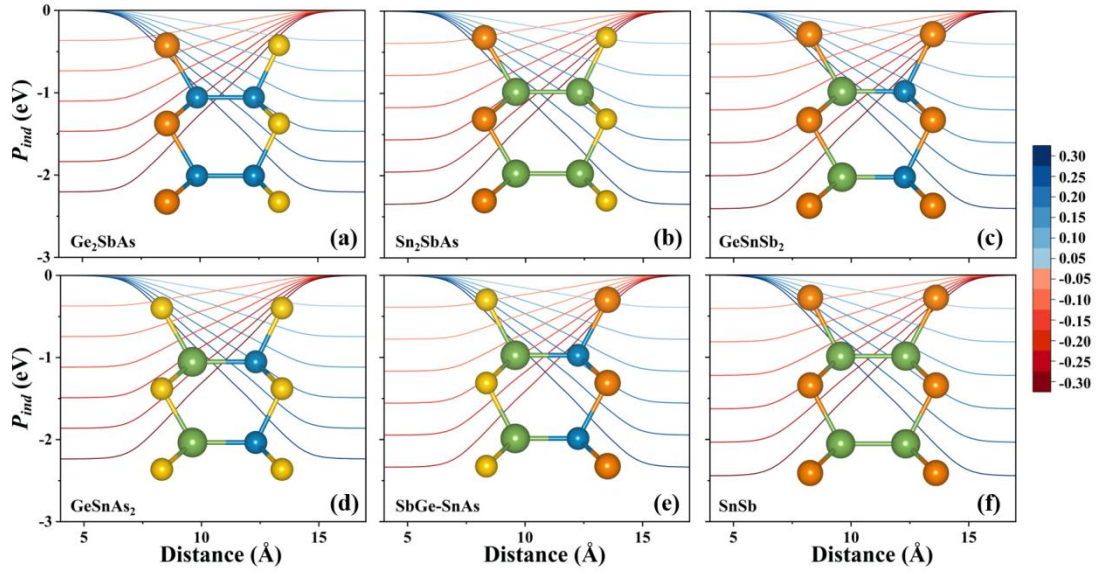 0
-1
-2
-3
P_ind (eV)
Ge₂SbAs
(a)
Sn₂SbAs
(b)
GeSnSb₂
(c)
0.30
0.25
0.20
0.15
0.10
0.05
-0.05
-0.10
-0.15
-0.20
-0.25
-0.30
0
-1
-2
-3
P_ind (eV)
GeSnAs₂
(d)
SbGe-SnAs
(e)
SnSb
(f)
5 10 15
5 10 15
5 10 15
Distance (Å)
Distance (Å)
Distance (Å)